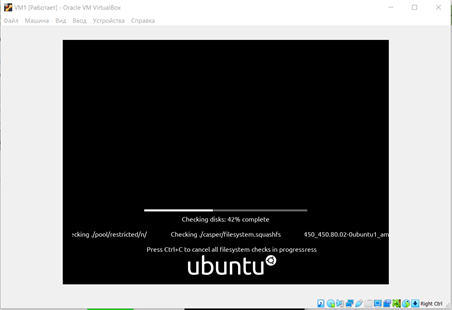 VM1 [Работает] - Oracle VM VirtualBox
Файл Машина Вид Ввод Устройства Справка
Checking disks: 42% complete
ecking ./pool/restricted/n/ Checking ./casper/filesystem.squashfs 450_450.80.02-0ubuntu1_am
Press Ctrl+C to cancel all filesystem checks in progressress
ubuntu
Right Ctrl